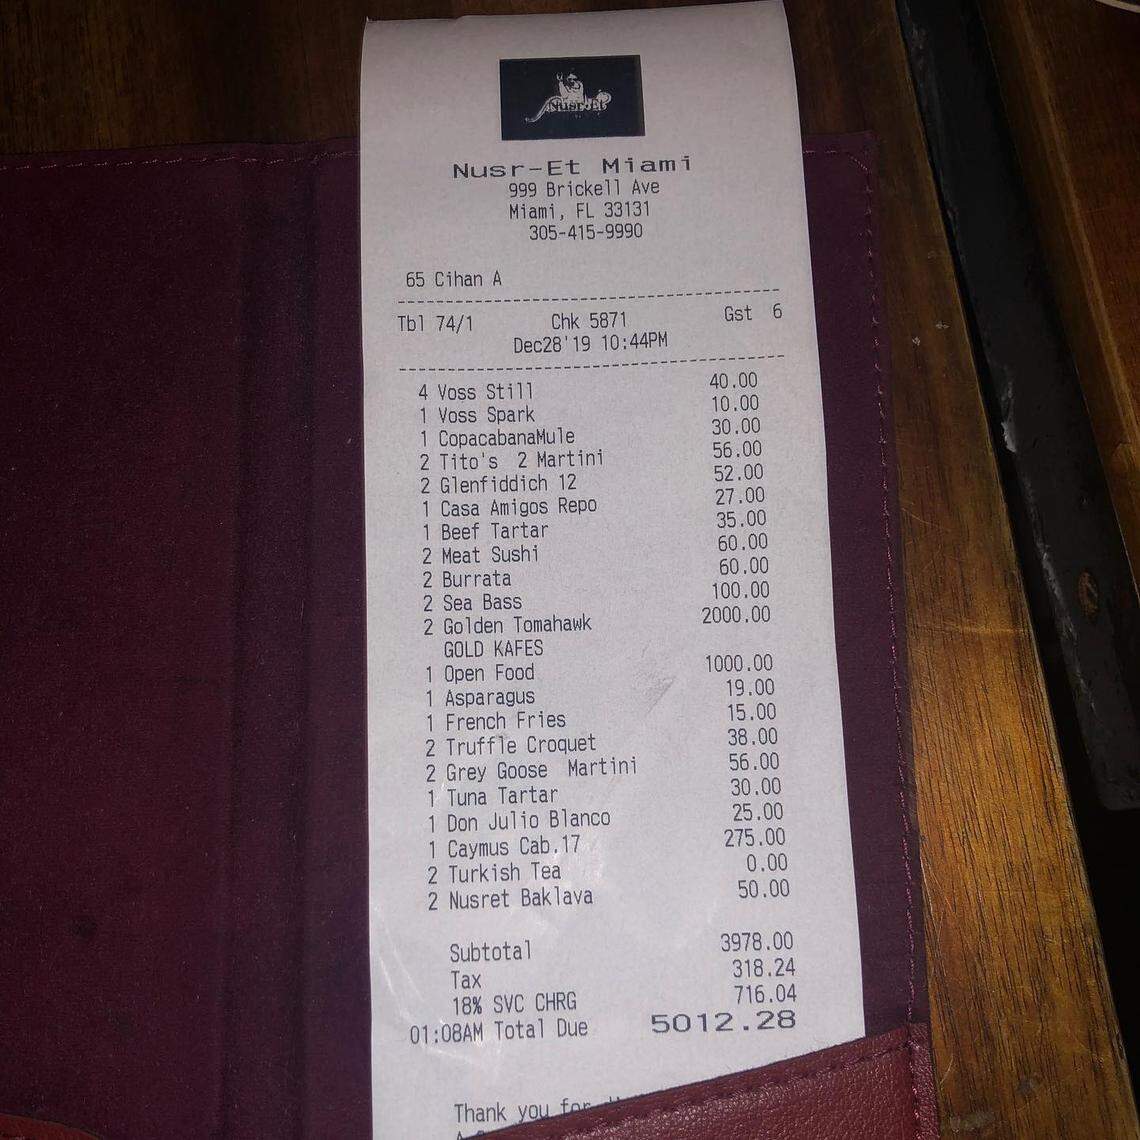 Nusr-Et
Nusr-Et Miami
999 Brickell Ave
Miami, FL 33131
305-415-9990
65 Cihan A
Tbl 74/1 Chk 5871 Gst 6
Dec28'19 10:44PM
4 Voss Still 40.00
1 Voss Spark 10.00
1 CopacabanaMule 30.00
2 Tito's 2 Martini 56.00
2 Glenfiddich 12 52.00
1 Casa Amigos Repo 27.00
1 Beef Tartar 35.00
2 Meat Sushi 60.00
2 Burrata 60.00
2 Sea Bass 100.00
2 Golden Tomahawk 2000.00
GOLD KAFES
1 Open Food 1000.00
1 Asparagus 19.00
1 French Fries 15.00
2 Truffle Croquet 38.00
2 Grey Goose Martini 56.00
1 Tuna Tartar 30.00
1 Don Julio Blanco 25.00
1 Caymus Cab.17 275.00
2 Turkish Tea 0.00
2 Nusret Baklava 50.00
Subtotal 3978.00
Tax 318.24
18% SVC CHRG 716.04
01:08AM Total Due 5012.28
Thank you for